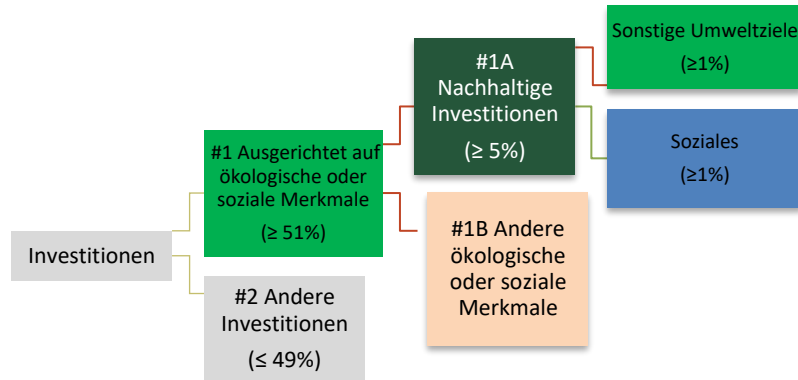 Investitionen
#1 Ausgerichtet auf
ökologische oder
soziale Merkmale
(≥ 51%)
#2 Andere
Investitionen
(≤ 49%)
#1A
Nachhaltige
Investitionen
(≥ 5%)
#1B Andere
ökologische
oder soziale
Merkmale
Sonstige Umweltziele
(≥1%)
Soziales
(≥1%)